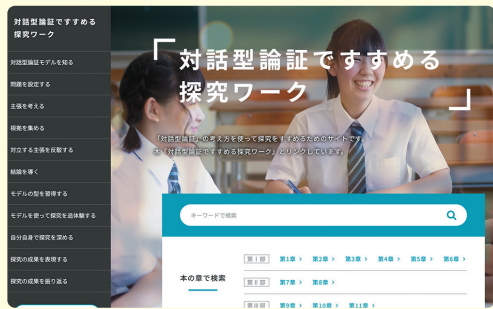 対話型論証ですすめる
探究ワーク
対話型論証モデルを知る
問題を設定する
主張を考える
根拠を集める
対立する主張を反駁する
結論を導く
モデルの型を習得する
モデルを使って探究を追体験する
自分自身で探究を深める
探究の成果を表現する
探究の成果を振り返る
「対話型論証ですすめる
探究ワーク」
「対話型論証」の考え方を使って探究をすすめるためのサイトです。
本『対話型論証ですすめる探究ワーク』とリンクしています。
キーワードで検索
本の章で検索
第Ⅰ部 第1章 › 第2章 › 第3章 › 第4章 › 第5章 › 第6章 ›
第Ⅱ部 第7章 › 第8章 ›
第Ⅲ部 第9章 › 第10章 › 第11章 ›